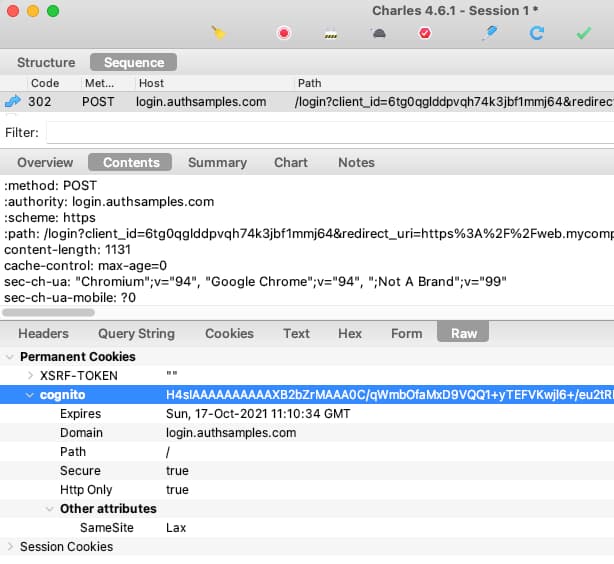 Charles 4.6.1 - Session 1 *
Structure Sequence
Code Met... Host Path
302 POST login.authsamples.com /login?client_id=6tg0qglddpvqh74k3jbf1mmj64&redirect
Filter:
Overview Contents Summary Chart Notes
:method: POST
:authority: login.authsamples.com
:scheme: https
:path: /login?client_id=6tg0qglddpvqh74k3jbf1mmj64&redirect_uri=https%3A%2F%2Fweb.mycomp
content-length: 1131
cache-control: max-age=0
sec-ch-ua: "Chromium";v="94", "Google Chrome";v="94", ";Not A Brand";v="99"
sec-ch-ua-mobile: ?0
Headers Query String Cookies Text Hex Form Raw
Permanent Cookies
XSRF-TOKEN ""
cognito H4sIAAAAAAAAAXB2bZrMAAA0C/qWmbOfaMxD9VQQ1+yTEFVKwjl6+/eu2tRl
Expires Sun, 17-Oct-2021 11:10:34 GMT
Domain login.authsamples.com
Path /
Secure true
Http Only true
Other attributes
SameSite Lax
Session Cookies